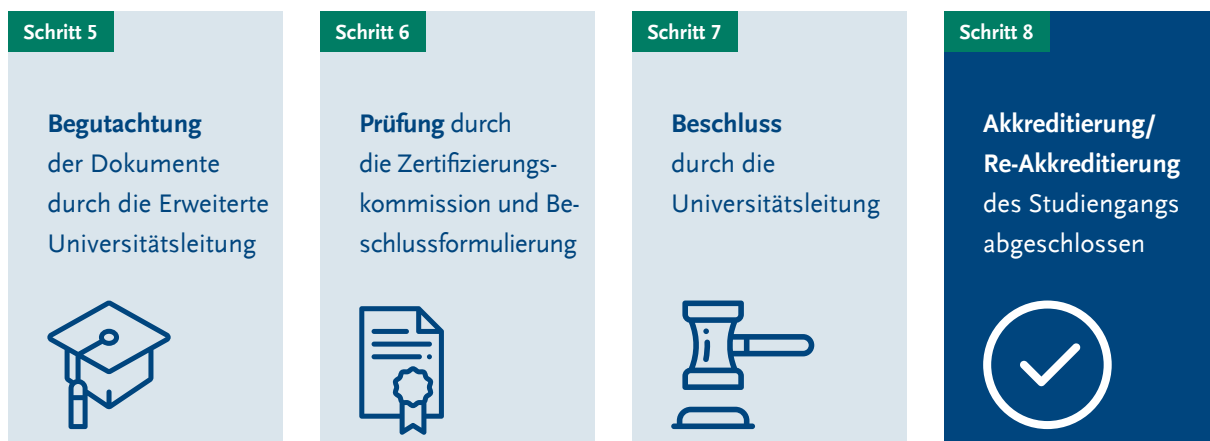 Schritt 5
Begutachtung
der Dokumente
durch die Erweiterte
Universitätsleitung
Schritt 6
Prüfung durch
die Zertifizierungs-
kommission und Be-
schlussformulierung
Schritt 7
Beschluss
durch die
Universitätsleitung
Schritt 8
Akkreditierung/
Re-Akkreditierung
des Studiengangs
abgeschlossen